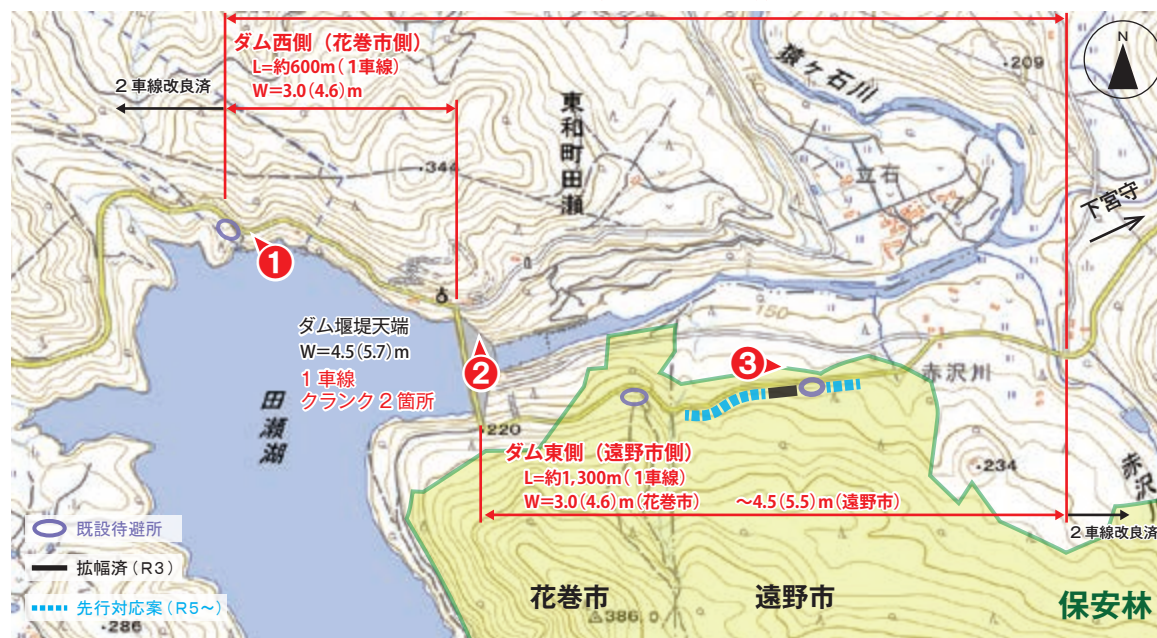 ダム西側（花巻市側）
L=約600m（1車線）
W=3.0(4.6)m
２車線改良済
N
・209
猿ヶ石川
東和町田瀬
・344
立石
下宮守
1
ダム堰堤天端
W=4.5(5.7)m
１車線
クランク２箇所
2
150
3
赤沢川
田瀬湖
220
ダム東側（遠野市側）
L=約1,300m（1車線）
W=3.0(4.6)m(花巻市)　～4.5(5.5)m(遠野市)
・234
赤沢
２車線改良済
既設待避所
拡幅済（R3）
先行対応案（R5～）
・286
花巻市
遠野市
△386.0
保安林